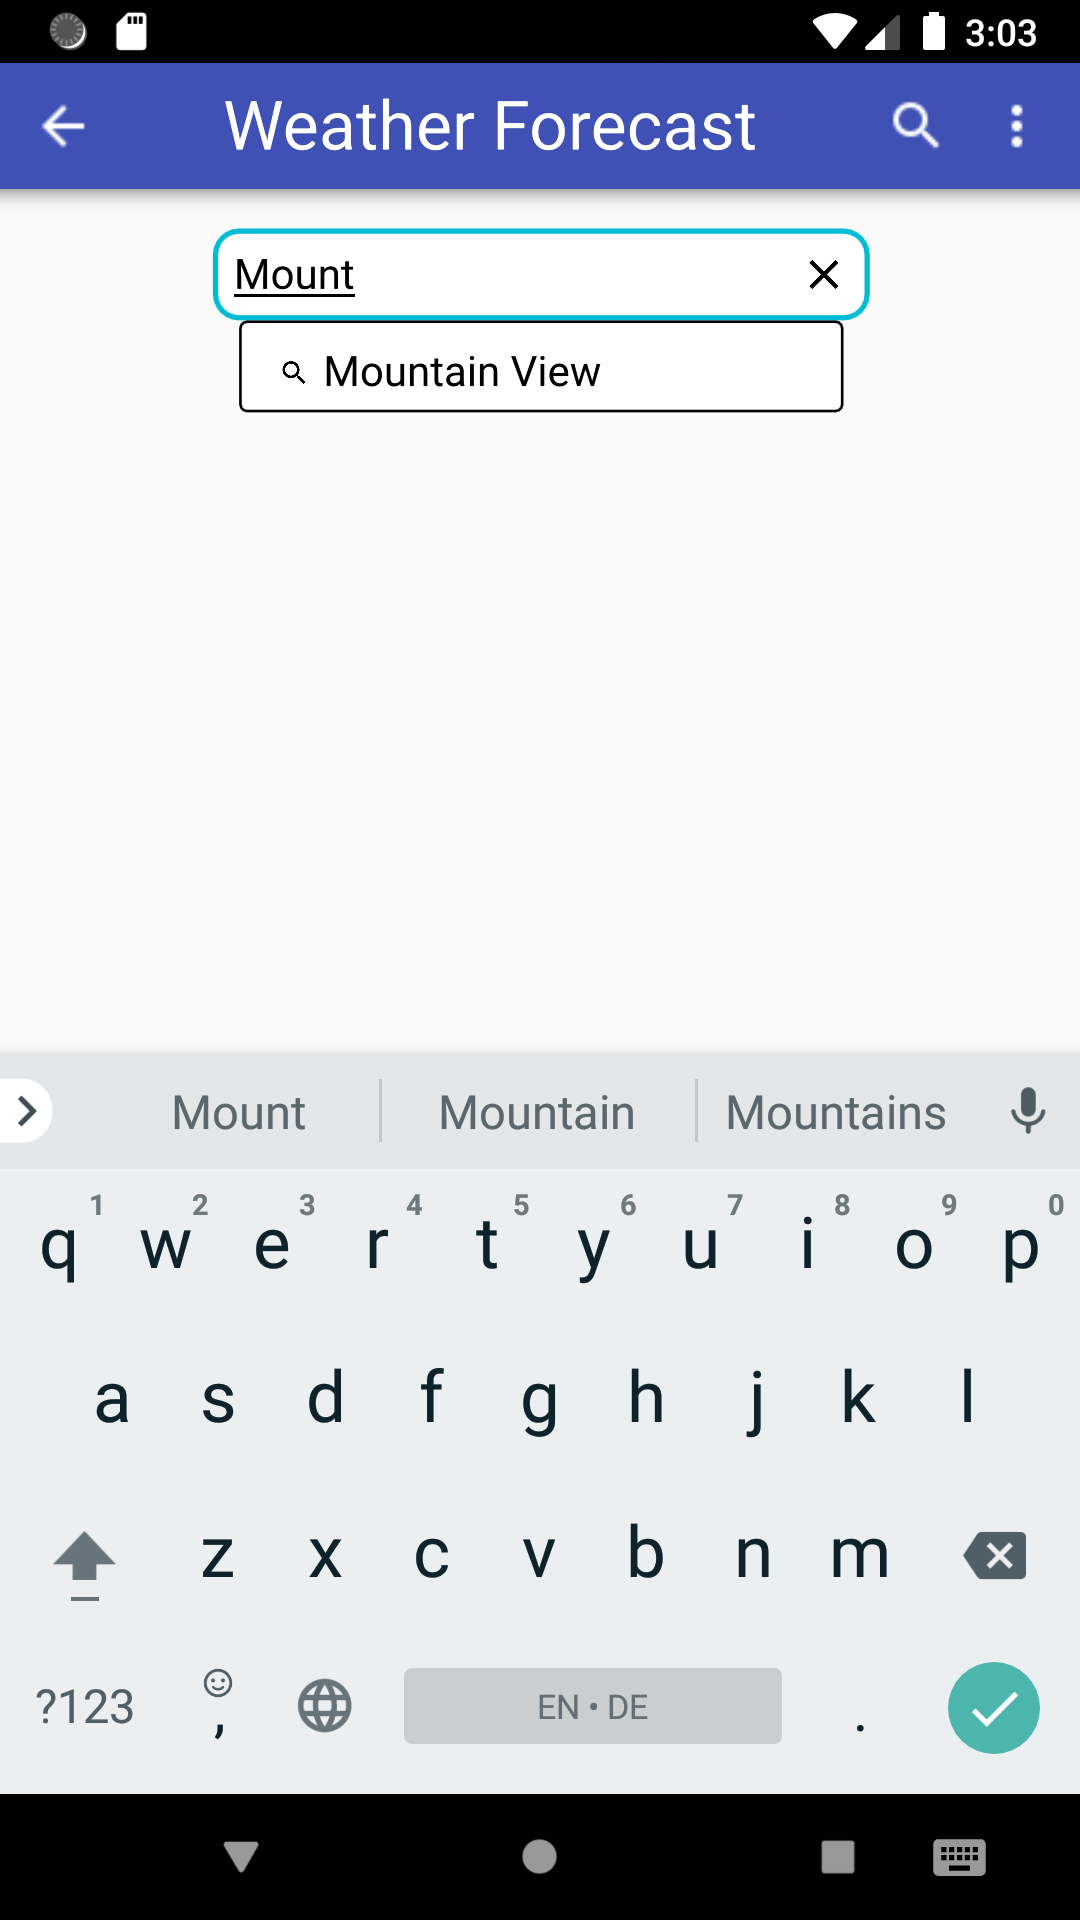 3:03
Weather Forecast
Mount
Mountain View
Mount Mountain Mountains
1 2 3 4 5 6 7 8 9 0
q w e r t y u i o p
a s d f g h j k l
z x c v b n m
?123 , EN • DE .